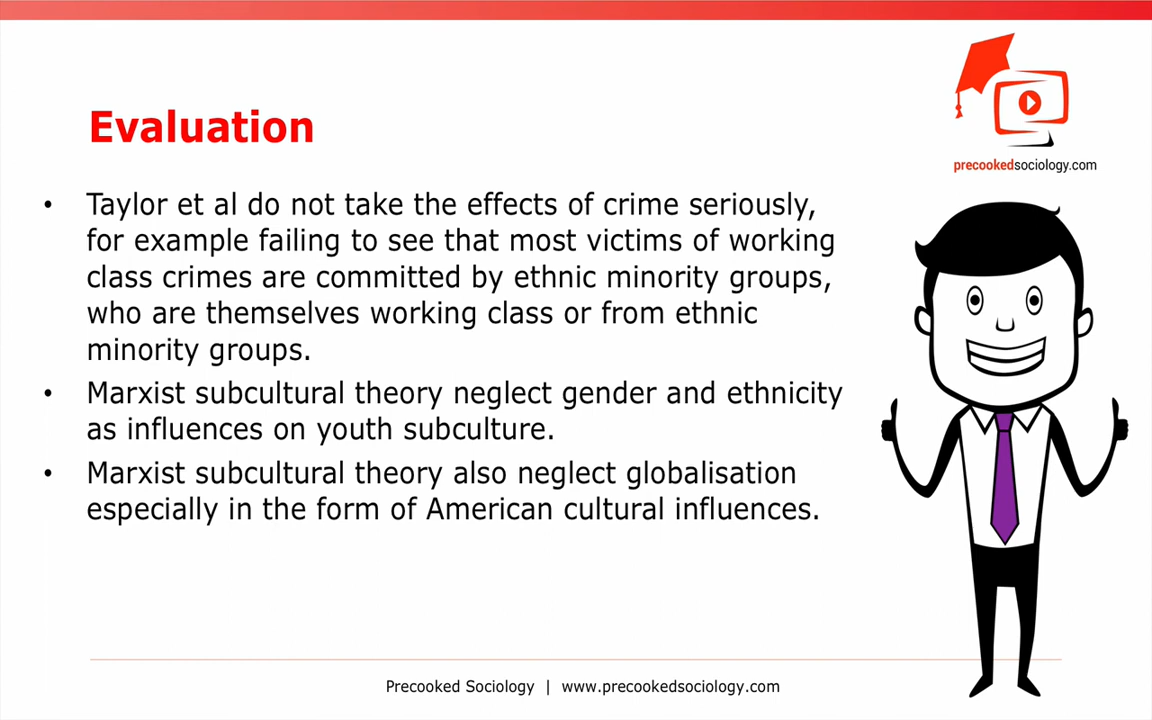 precookedsociology.com
Evaluation
• Taylor et al do not take the effects of crime seriously,
for example failing to see that most victims of working
class crimes are committed by ethnic minority groups,
who are themselves working class or from ethnic
minority groups.
• Marxist subcultural theory neglect gender and ethnicity
as influences on youth subculture.
• Marxist subcultural theory also neglect globalisation
especially in the form of American cultural influences.
Precooked Sociology | www.precookedsociology.com